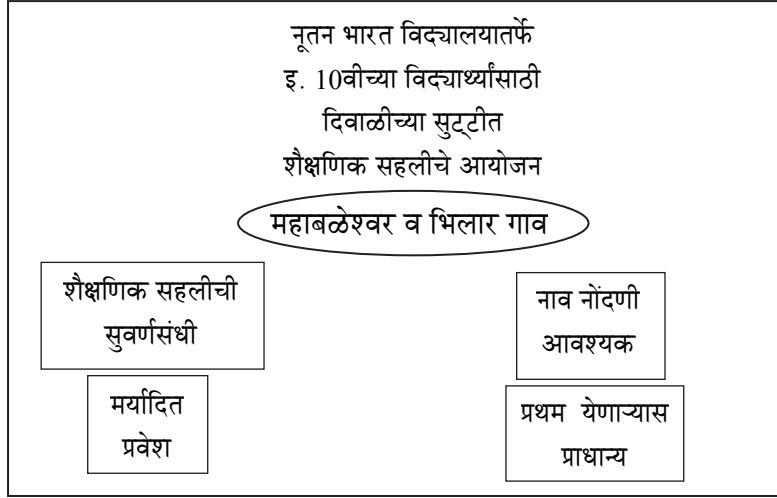 नूतन भारत विद्यालयातर्फे
इ. 10वीच्या विद्यार्थ्यांसाठी
दिवाळीच्या सुट्टीत
शैक्षणिक सहलीचे आयोजन
महाबळेश्वर व भिलार गाव
शैक्षणिक सहलीची
सुवर्णसंधी
नाव नोंदणी
आवश्यक
मर्यादित
प्रवेश
प्रथम येणाऱ्यास
प्राधान्य